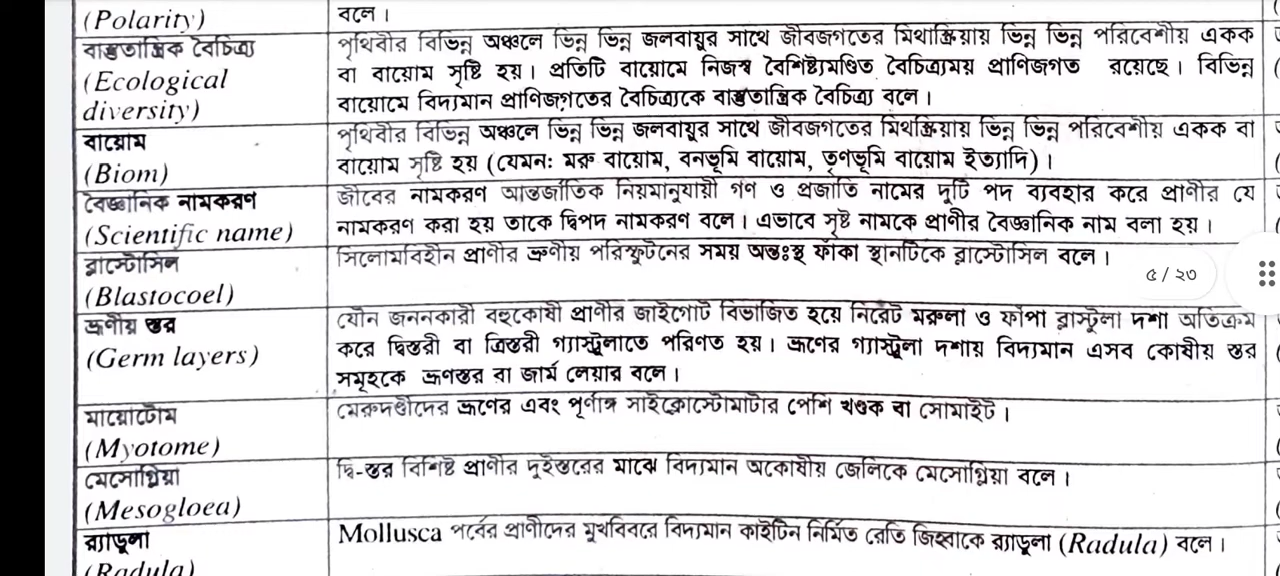 (Polarity)
বলে।
বাস্তুতান্ত্রিক বৈচিত্র্য
(Ecological
diversity)
পৃথিবীর বিভিন্ন অঞ্চলে ভিন্ন ভিন্ন জলবায়ুর সাথে জীবজগতের মিথষ্ক্রিয়ায় ভিন্ন ভিন্ন পরিবেশীয় একক
বা বায়োম সৃষ্টি হয়। প্রতিটি বায়োমে নিজস্ব বৈশিষ্ট্যমণ্ডিত বৈচিত্র্যময় প্রাণিজগত রয়েছে। বিভিন্ন
বায়োমে বিদ্যমান প্রাণিজগতের বৈচিত্র্যকে বাস্তুতান্ত্রিক বৈচিত্র্য বলে।
বায়োম
(Biom)
পৃথিবীর বিভিন্ন অঞ্চলে ভিন্ন ভিন্ন জলবায়ুর সাথে জীবজগতের মিথষ্ক্রিয়ায় ভিন্ন ভিন্ন পরিবেশীয় একক বা
বায়োম সৃষ্টি হয় (যেমন: মরু বায়োম, বনভূমি বায়োম, তৃণভূমি বায়োম ইত্যাদি)।
বৈজ্ঞানিক নামকরণ
(Scientific name)
জীবের নামকরণ আন্তর্জাতিক নিয়মানুযায়ী গণ ও প্রজাতি নামের দুটি পদ ব্যবহার করে প্রাণীর যে
নামকরণ করা হয় তাকে দ্বিপদ নামকরণ বলে। এভাবে সৃষ্ট নামকে প্রাণীর বৈজ্ঞানিক নাম বলা হয়।
ব্লাস্টোসিল
(Blastocoel)
সিলোমবিহীন প্রাণীর ভ্রুণীয় পরিস্ফুটনের সময় অন্তঃস্থ ফাঁকা স্থানটিকে ব্লাস্টোসিল বলে।
৫ / ২৩
ভ্রূণীয় স্তর
(Germ layers)
যৌন জননকারী বহুকোষী প্রাণীর জাইগোট বিভাজিত হয়ে নিরেট মরুলা ও ফাঁপা ব্লাস্টুলা দশা অতিক্রম
করে দ্বিস্তরী বা ত্রিস্তরী গ্যাস্ট্রুলাতে পরিণত হয়। ভ্রূণের গ্যাস্ট্রুলা দশায় বিদ্যমান এসব কোষীয় স্তর
সমূহকে ভ্রূণস্তর বা জার্ম লেয়ার বলে।
মায়োটোম
(Myotome)
মেরুদণ্ডীদের ভ্রূণের এবং পূর্ণাঙ্গ সাইক্লোস্টোমাটার পেশি খণ্ডক বা সোমাইট।
মেসোগ্লিয়া
(Mesogloea)
দ্বি-স্তর বিশিষ্ট প্রাণীর দুইস্তরের মাঝে বিদ্যমান অকোষীয় জেলিকে মেসোগ্লিয়া বলে।
র‍্যাডুলা
(Radula)
Mollusca পর্বের প্রাণীদের মুখবিবরে বিদ্যমান কাইটিন নির্মিত রেতি জিহ্বাকে র‍্যাডুলা (Radula) বলে।